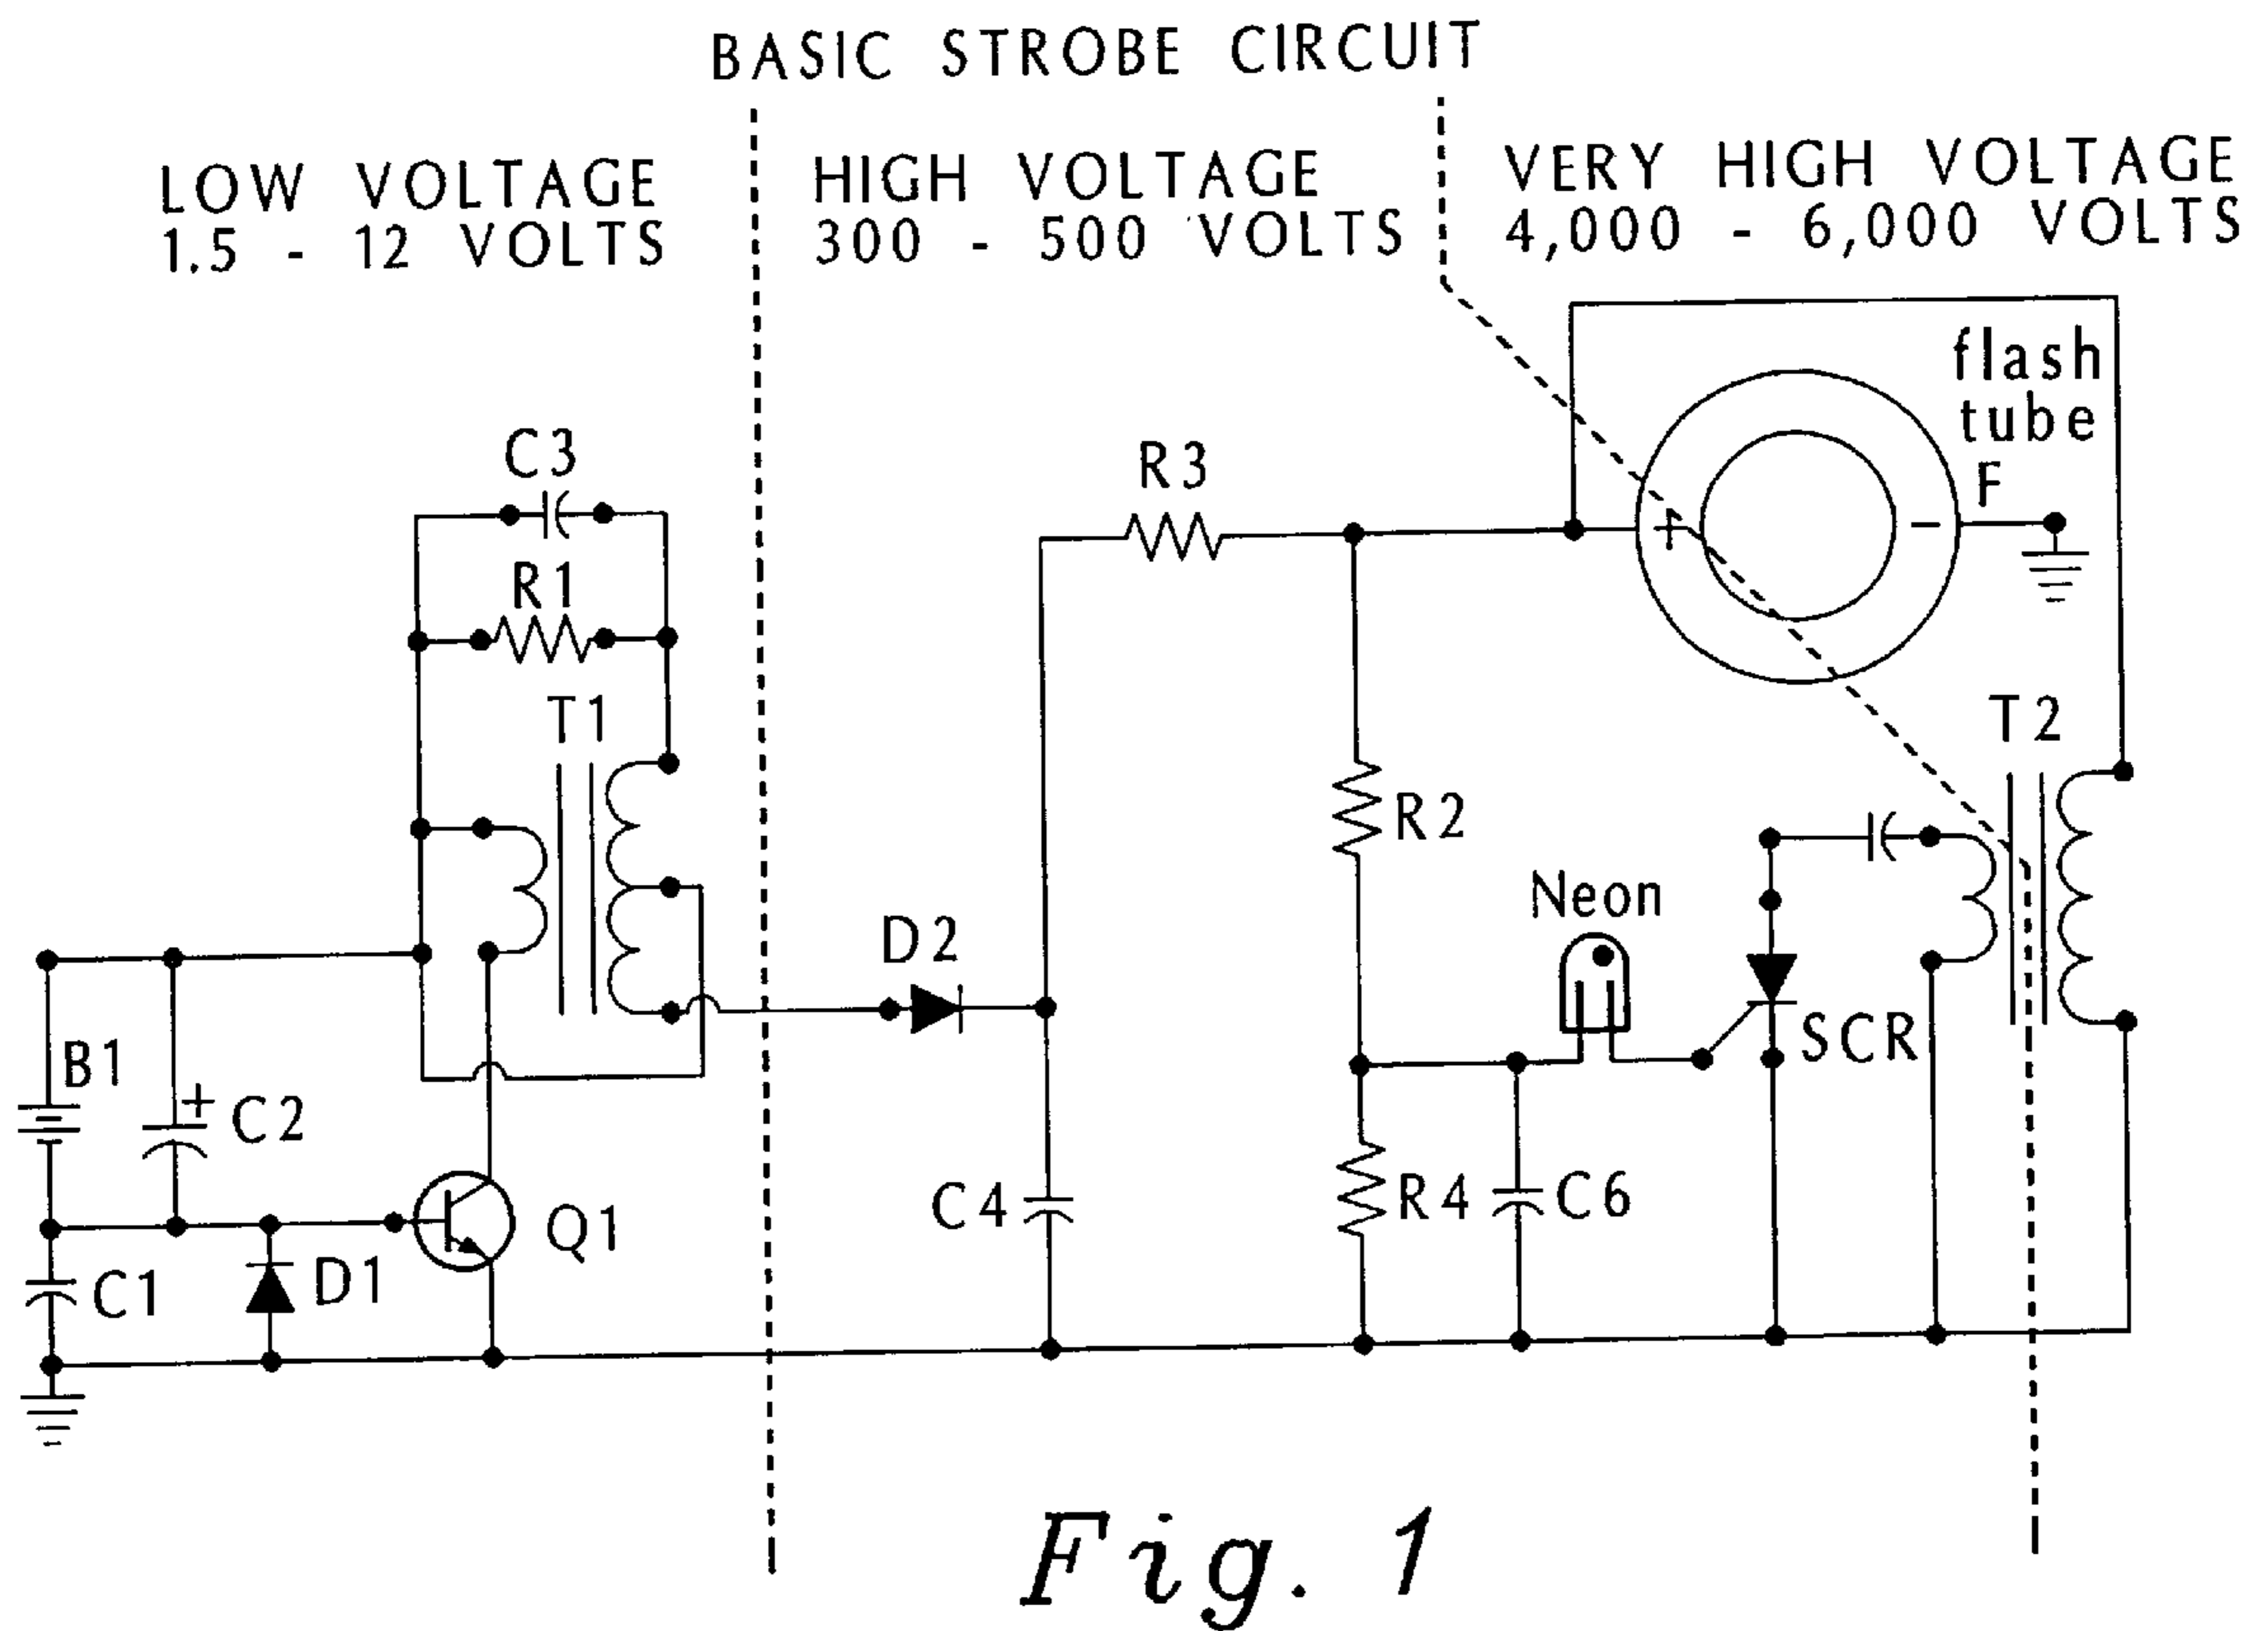 BASIC STROBE CIRCUIT
LOW VOLTAGE
1.5 - 12 VOLTS
HIGH VOLTAGE
300 - 500 VOLTS
VERY HIGH VOLTAGE
4,000 - 6,000 VOLTS
flash
tube
F
C3
R3
+
-
R1
T1
T2
R2
Neon
D2
SCR
B1
+
C2
C4
R4
C6
Q1
C1
D1
Fig. 1